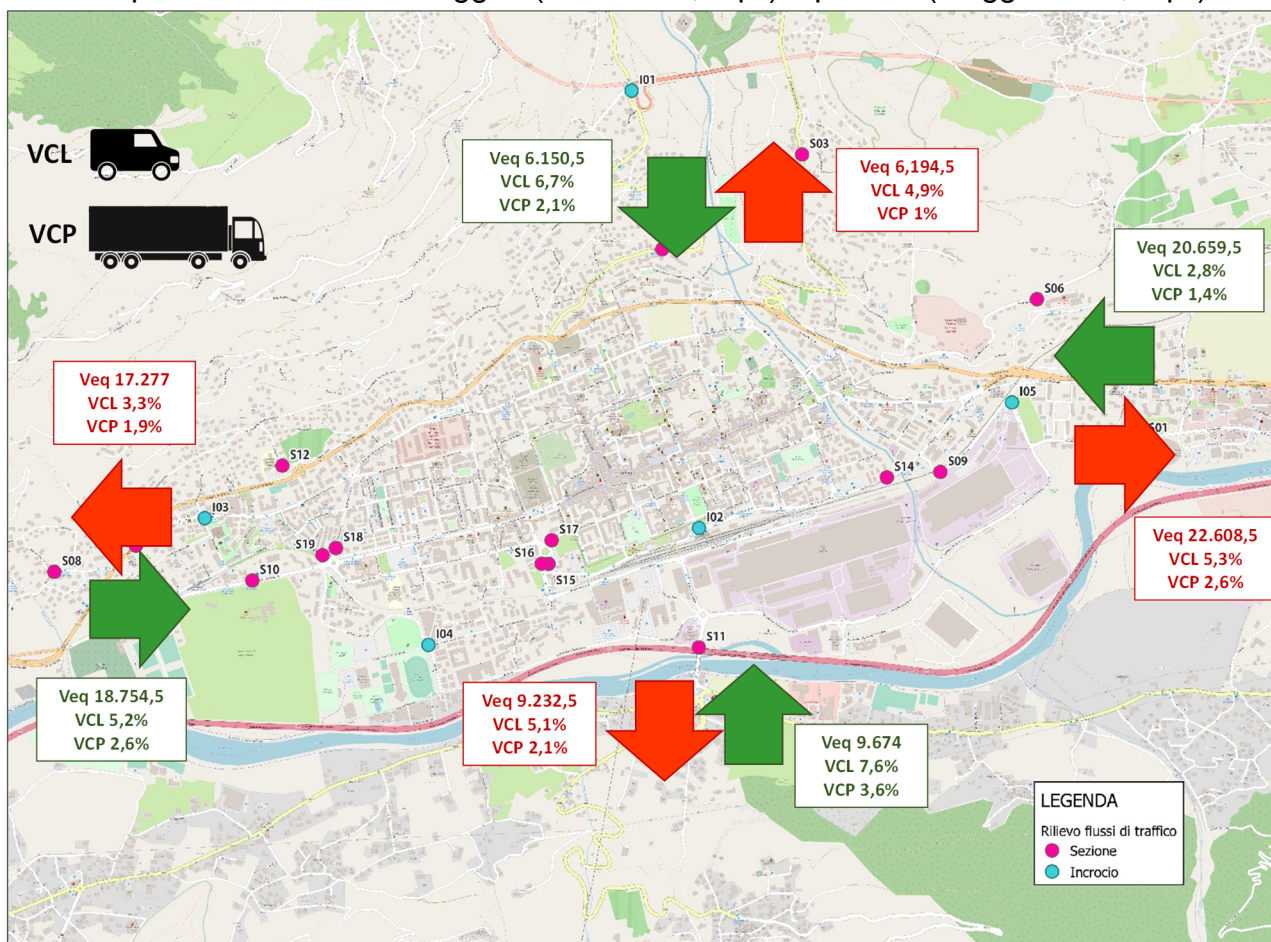 I01
VCL
Veq 6.150,5
VCL 6,7%
VCP 2,1%
S03
Veq 6,194,5
VCL 4,9%
VCP 1%
VCP
Veq 20.659,5
VCL 2,8%
VCP 1,4%
S06
Veq 17.277
VCL 3,3%
VCP 1,9%
I05
S12
S14
S09
I03
I02
S17
S18
S19
S16
S15
S08
S10
Veq 22.608,5
VCL 5,3%
VCP 2,6%
I04
S11
Veq 18.754,5
VCL 5,2%
VCP 2,6%
Veq 9.232,5
VCL 5,1%
VCP 2,1%
Veq 9.674
VCL 7,6%
VCP 3,6%
LEGENDA
Rilievo flussi di traffico
Sezione
Incrocio